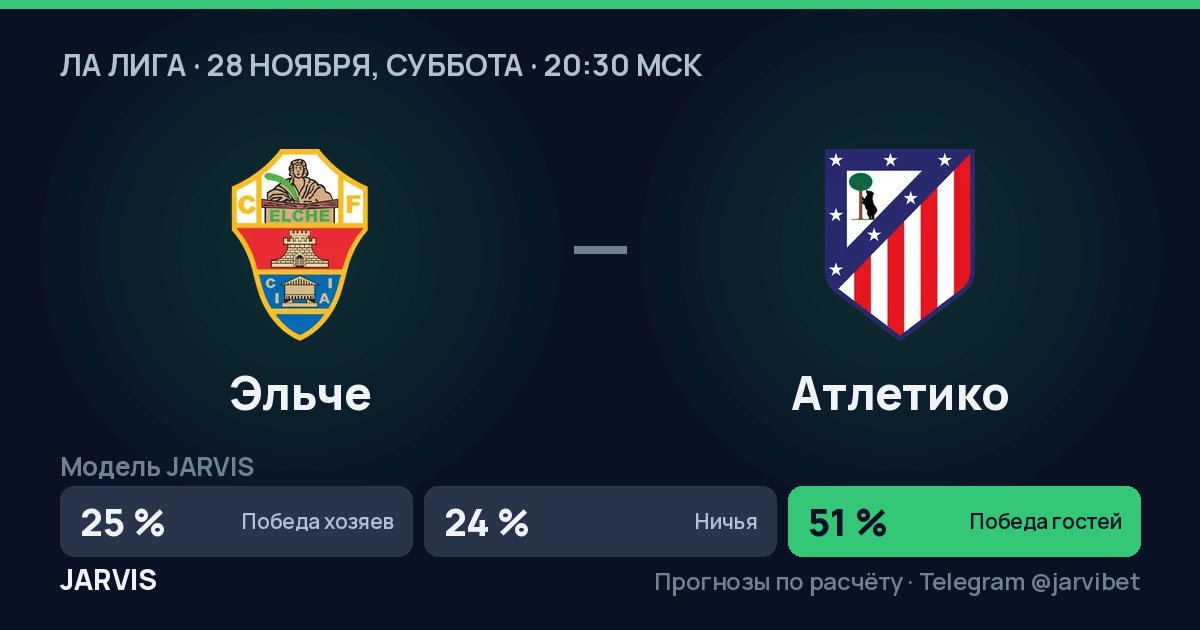 ЛА ЛИГА · 28 НОЯБРЯ, СУББОТА · 20:30 МСК
C F
ELCHE
C I
I A
Эльче
Атлетико
Модель JARVIS
25 % Победа хозяев
24 % Ничья
51 % Победа гостей
JARVIS
Прогнозы по расчёту · Telegram @jarvibet